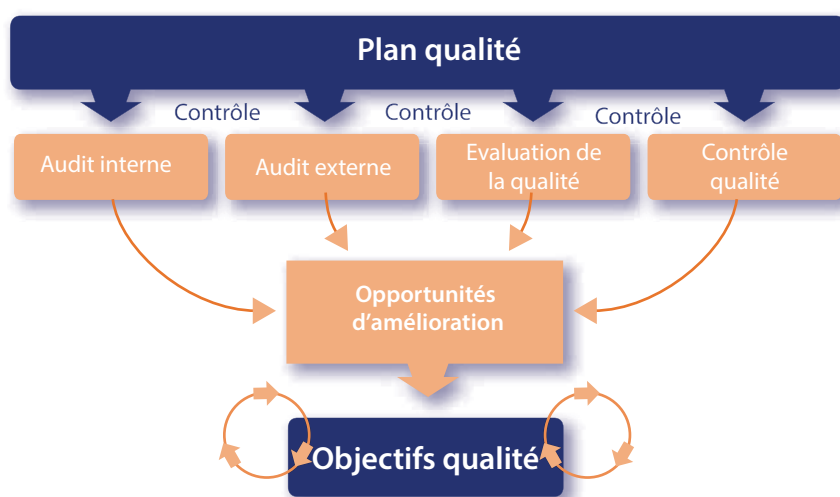 Plan qualité
Contrôle
Contrôle
Contrôle
Audit interne
Audit externe
Evaluation de
la qualité
Contrôle
qualité
Opportunités
d'amélioration
Objectifs qualité